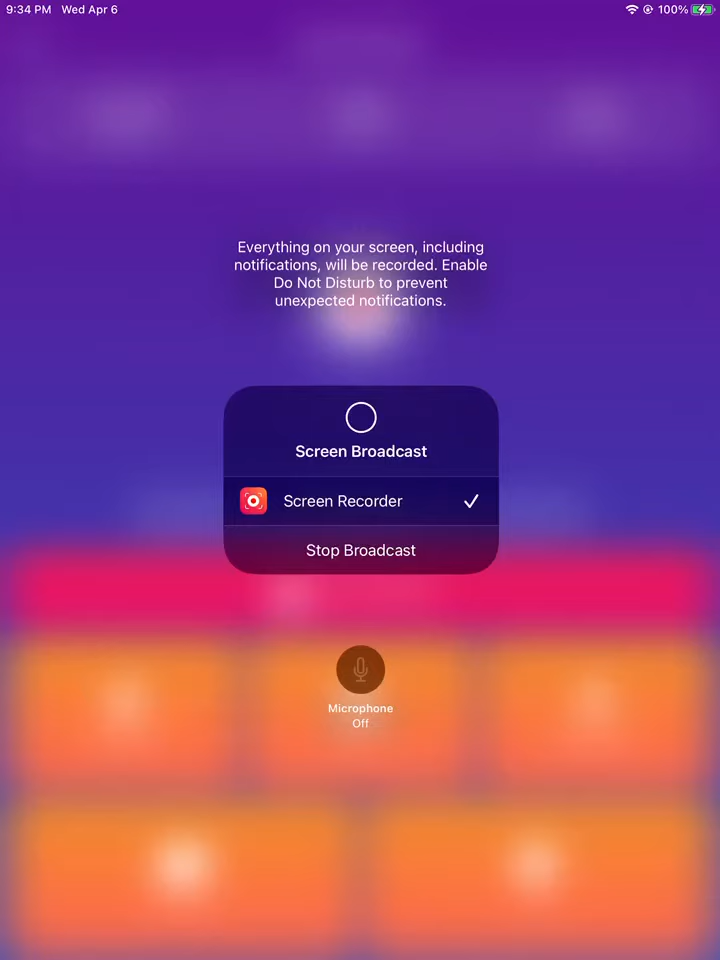 9:34 PM Wed Apr 6
100%
Everything on your screen, including
notifications, will be recorded. Enable
Do Not Disturb to prevent
unexpected notifications.
Screen Broadcast
Screen Recorder
Stop Broadcast
Microphone
Off